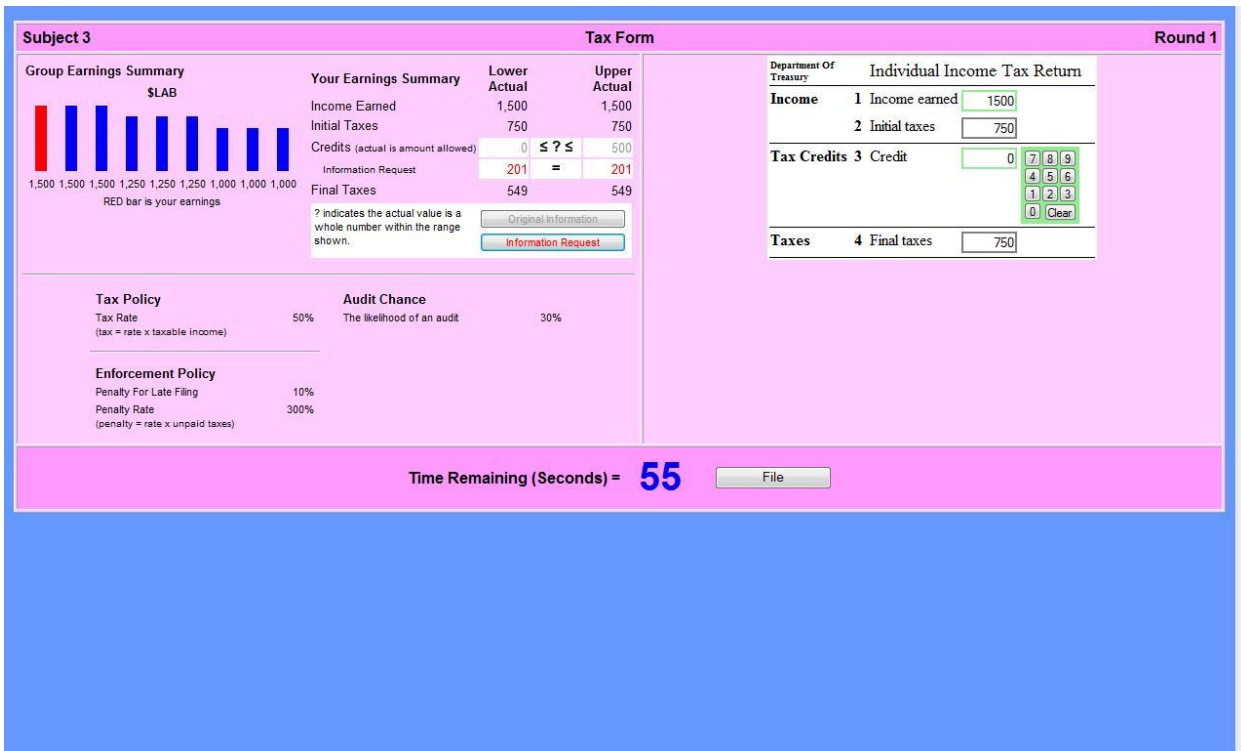 Subject 3 Tax Form Round 1
Group Earnings Summary
$LAB
1,500 1,500 1,500 1,250 1,250 1,250 1,000 1,000 1,000
RED bar is your earnings
Your Earnings Summary Lower Actual Upper Actual
Income Earned 1,500 1,500
Initial Taxes 750 750
Credits (actual is amount allowed) 0 ≤ ? ≤ 500
Information Request 201 = 201
Final Taxes 549 549
? indicates the actual value is a
whole number within the range
shown.
Original Information
Information Request
Tax Policy
Tax Rate 50%
(tax = rate x taxable income)
Audit Chance
The likelihood of an audit 30%
Enforcement Policy
Penalty For Late Filing 10%
Penalty Rate 300%
(penalty = rate x unpaid taxes)
Department Of
Treasury
Individual Income Tax Return
Income 1 Income earned 1500
2 Initial taxes 750
Tax Credits 3 Credit 0
7 8 9
4 5 6
1 2 3
0 Clear
Taxes 4 Final taxes 750
Time Remaining (Seconds) = 55 File